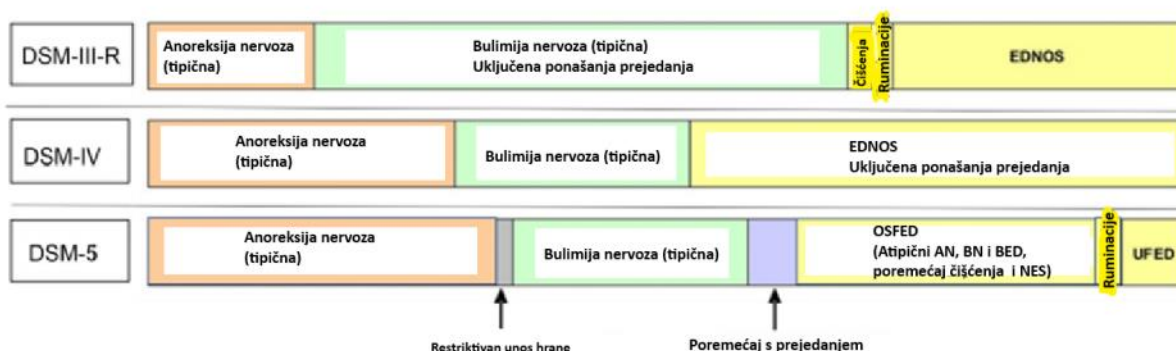 DSM-III-R
Anoreksija nervoza
(tipična)
Bulimija nervoza (tipična)
Uključena ponašanja prejedanja
Čišćenja
Ruminacije
EDNOS
DSM-IV
Anoreksija nervoza
(tipična)
Bulimija nervoza (tipična)
EDNOS
Uključena ponašanja prejedanja
DSM-5
Anoreksija nervoza
(tipična)
Bulimija nervoza (tipična)
OSFED
(Atipični AN, BN i BED,
poremećaj čišćenja i NES)
Ruminacije
UFED
Restriktivan unos hrane
Poremećaj s prejedanjem